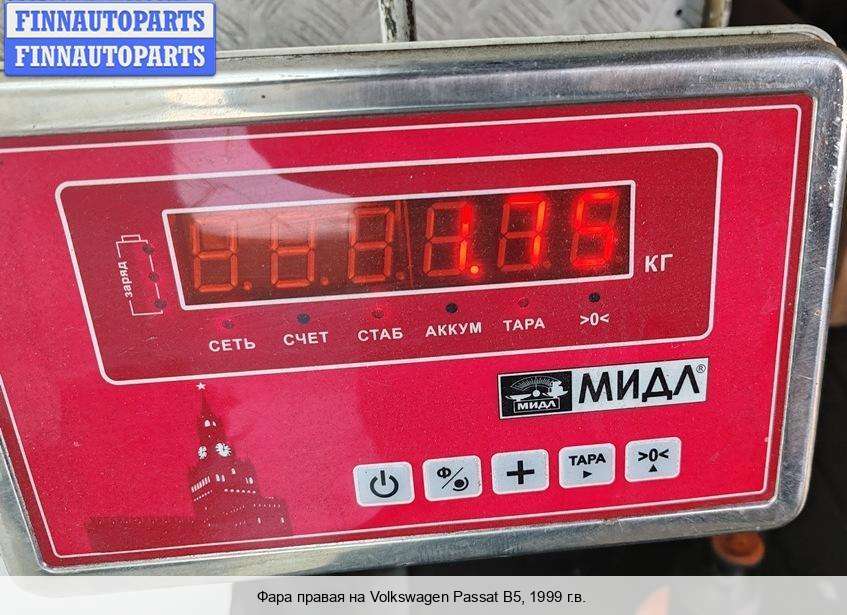 FINNAUTOPARTS
FINNAUTOPARTS
заряд
1.75
КГ
СЕТЬ
СЧЕТ
СТАБ
АККУМ
ТАРА
>0<
МИДЛ
МИДЛ®
Ф/
+
ТАРА
>0<
Фара правая на Volkswagen Passat B5, 1999 г.в.